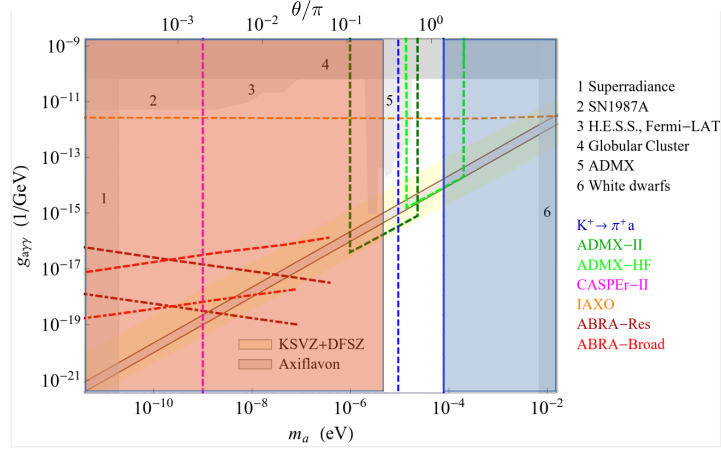 θ/π
10⁻³ 10⁻² 10⁻¹ 10⁰
10⁻⁹
10⁻¹¹
10⁻¹³
10⁻¹⁵
10⁻¹⁷
10⁻¹⁹
10⁻²¹
g_aγγ (1/GeV)
4
3
2
5
1
6
KSVZ+DFSZ
Axiflavon
10⁻¹⁰ 10⁻⁸ 10⁻⁶ 10⁻⁴ 10⁻²
m_a (eV)
1 Superradiance
2 SN1987A
3 H.E.S.S., Fermi−LAT
4 Globular Cluster
5 ADMX
6 White dwarfs
K⁺→ π⁺a
ADMX−II
ADMX−HF
CASPEr−II
IAXO
ABRA−Res
ABRA−Broad